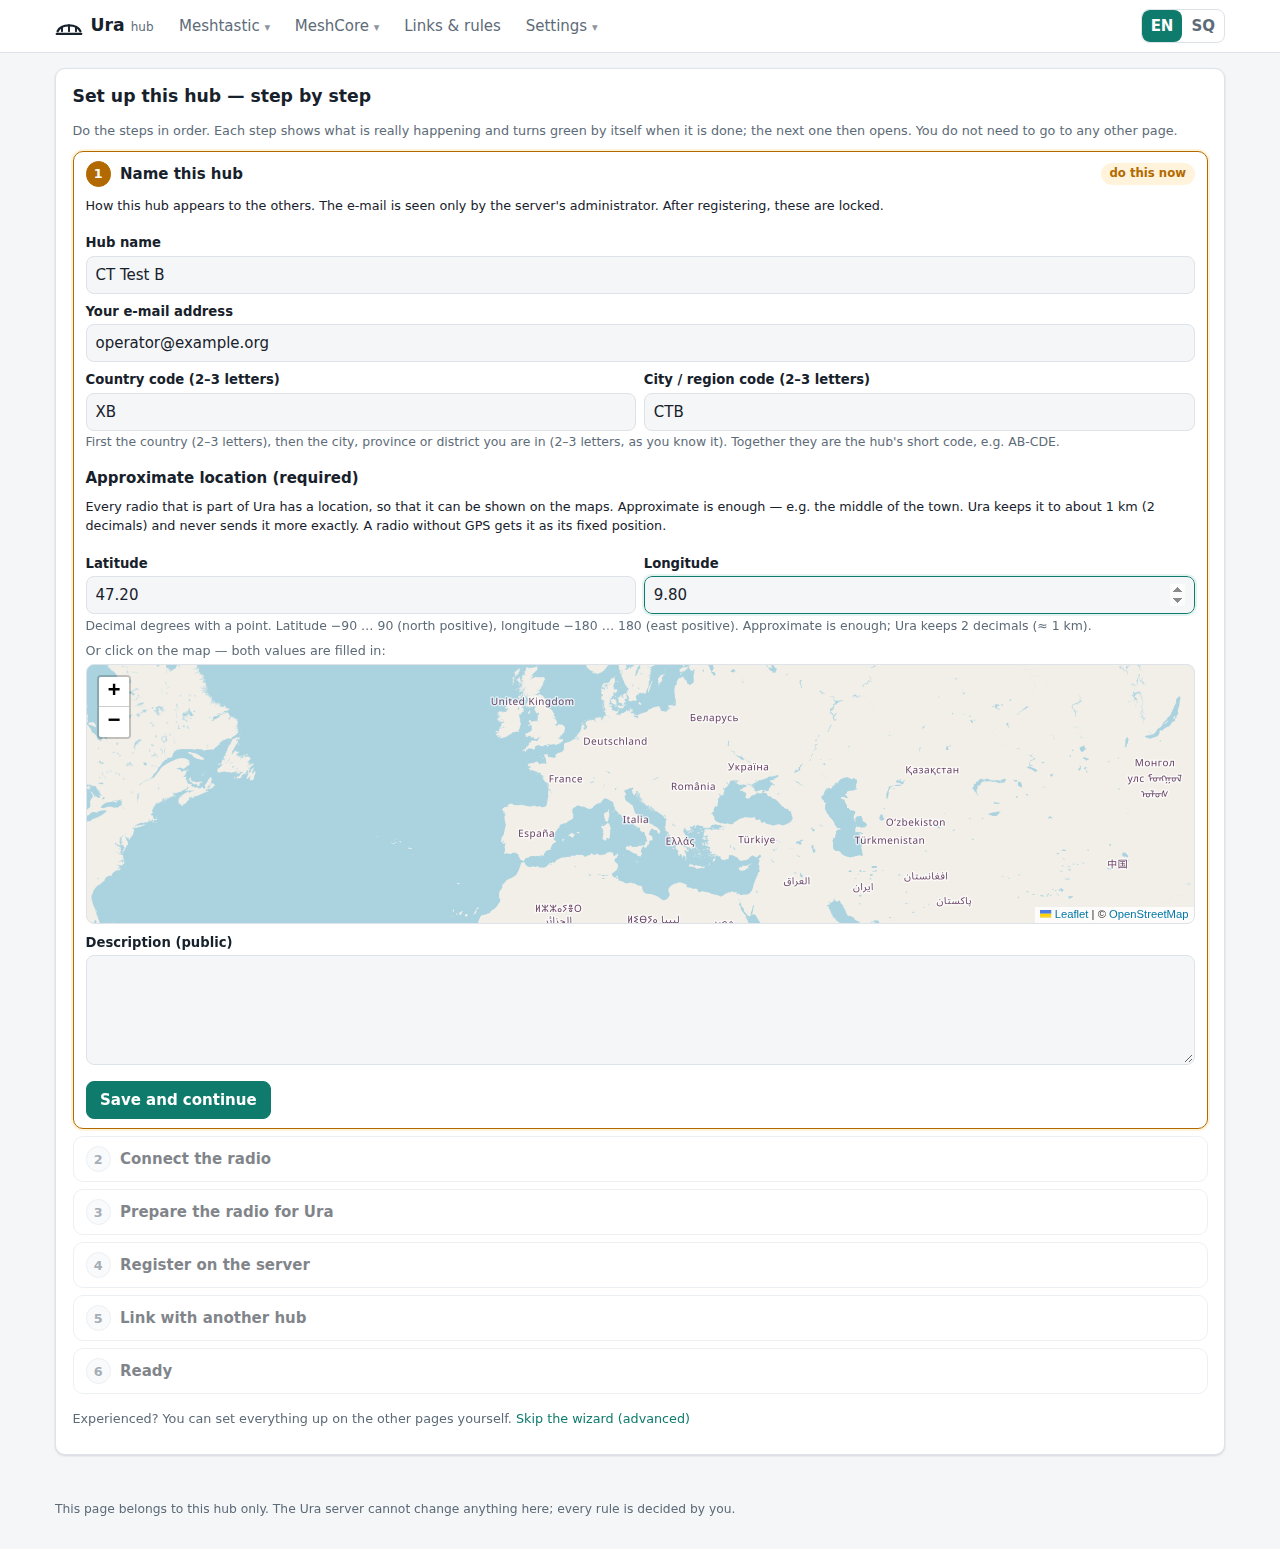 Ura hub
Meshtastic ▾
MeshCore ▾
Links & rules
Settings ▾
EN
SQ
Set up this hub — step by step
Do the steps in order. Each step shows what is really happening and turns green by itself when it is done; the next one then opens. You do not need to go to any other page.
1
Name this hub
do this now
How this hub appears to the others. The e-mail is seen only by the server's administrator. After registering, these are locked.
Hub name
CT Test B
Your e-mail address
operator@example.org
Country code (2–3 letters)
City / region code (2–3 letters)
XB
CTB
First the country (2–3 letters), then the city, province or district you are in (2–3 letters, as you know it). Together they are the hub's short code, e.g. AB-CDE.
Approximate location (required)
Every radio that is part of Ura has a location, so that it can be shown on the maps. Approximate is enough — e.g. the middle of the town. Ura keeps it to about 1 km (2
decimals) and never sends it more exactly. A radio without GPS gets it as its fixed position.
Latitude
Longitude
47.20
9.80
Decimal degrees with a point. Latitude −90 … 90 (north positive), longitude −180 … 180 (east positive). Approximate is enough; Ura keeps 2 decimals (≈ 1 km).
Or click on the map — both values are filled in:
+
−
United Kingdom
Беларусь
Deutschland
Україна
France
România
Қазақстан
Монгол
улс
Italia
España
Ελλάς
Türkiye
Oʻzbekiston
Türkmenistan
中国
العراق
ایران
افغانستان
پاکستان
الجزائر
ليبيا
Leaflet | © OpenStreetMap
Description (public)
Save and continue
2
Connect the radio
3
Prepare the radio for Ura
4
Register on the server
5
Link with another hub
6
Ready
Experienced? You can set everything up on the other pages yourself. Skip the wizard (advanced)
This page belongs to this hub only. The Ura server cannot change anything here; every rule is decided by you.